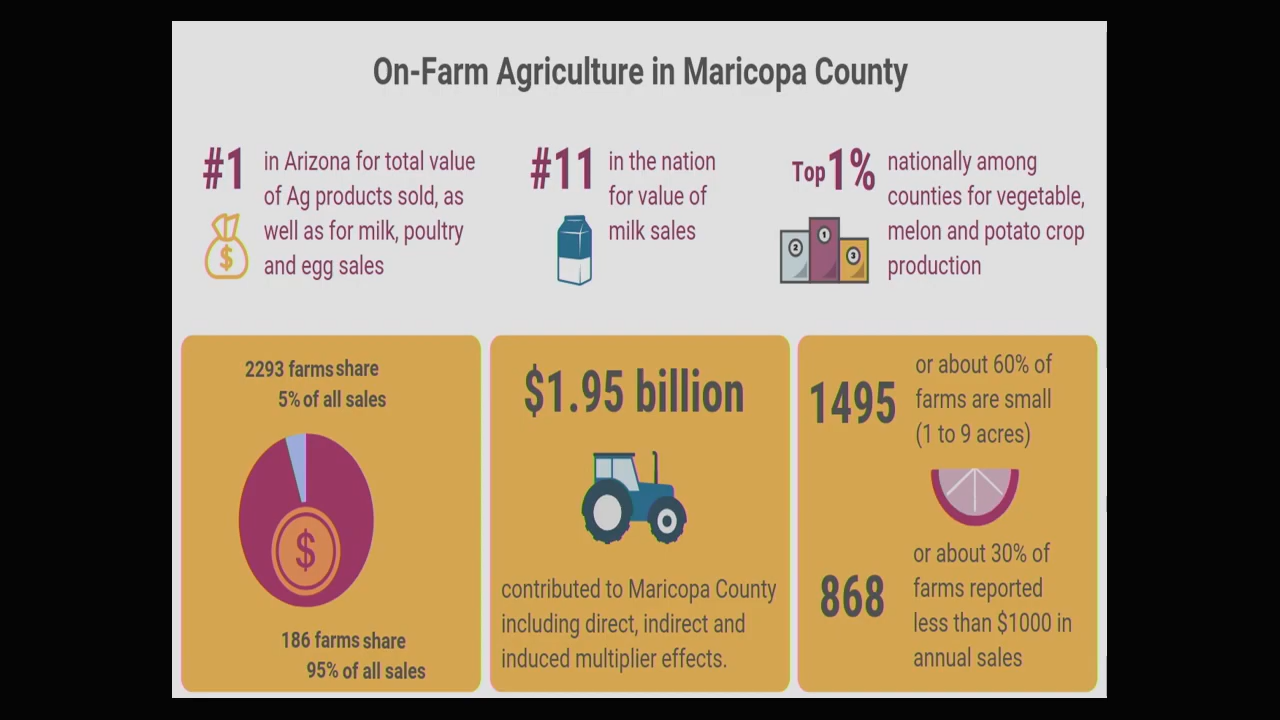 On-Farm Agriculture in Maricopa County
#1
in Arizona for total value
of Ag products sold, as
well as for milk, poultry
and egg sales
$
#11
in the nation
for value of
milk sales
Top 1%
nationally among
counties for vegetable,
melon and potato crop
production
2
1
3
2293 farms share
5% of all sales
$
186 farms share
95% of all sales
$1.95 billion
contributed to Maricopa County
including direct, indirect and
induced multiplier effects.
1495
or about 60% of
farms are small
(1 to 9 acres)
868
or about 30% of
farms reported
less than $1000 in
annual sales